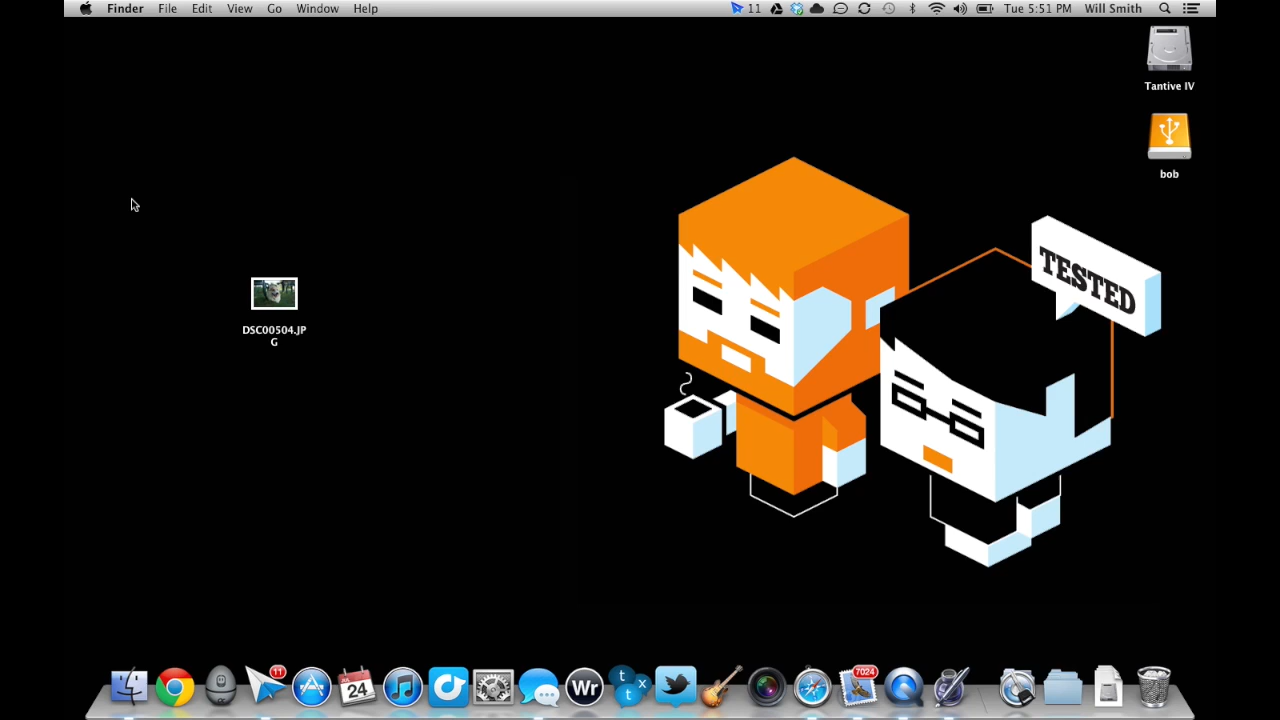 Finder File Edit View Go Window Help 11 Tue 5:51 PM Will Smith
Tantive IV
bob
TESTED
DSC00504.JP
G
11
24
7024
Wr
t
x
t